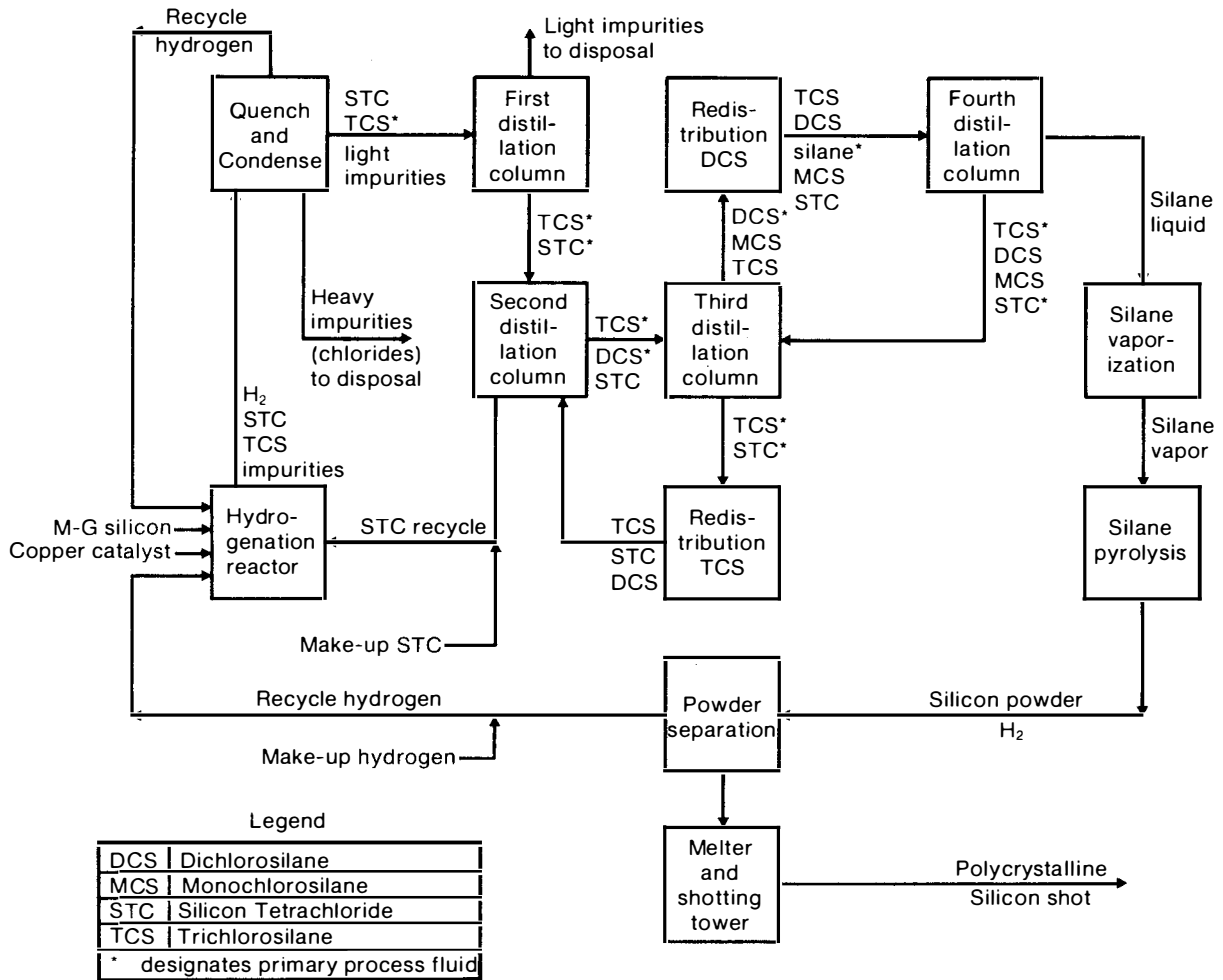 Recycle
hydrogen
Light impurities
to disposal
Quench
and
Condense
STC
TCS*
light
impurities
First
distil-
lation
column
Redis-
tribution
DCS
TCS
DCS
silane*
MCS
STC
Fourth
distil-
lation
column
TCS*
STC*
DCS*
MCS
TCS
TCS*
DCS
MCS
STC*
Silane
liquid
Heavy
impurities
(chlorides)
to disposal
Second
distil-
lation
column
TCS*
DCS*
STC
Third
distil-
lation
column
Silane
vapor-
ization
H2
STC
TCS
impurities
TCS*
STC*
Silane
vapor
M-G silicon
Copper catalyst
Hydro-
genation
reactor
STC recycle
TCS
STC
DCS
Redis-
tribution
TCS
Silane
pyrolysis
Make-up STC
Recycle hydrogen
Powder
separation
Silicon powder
H2
Make-up hydrogen
Legend
DCS Dichlorosilane
MCS Monochlorosilane
STC Silicon Tetrachloride
TCS Trichlorosilane
* designates primary process fluid
Melter
and
shotting
tower
Polycrystalline
Silicon shot